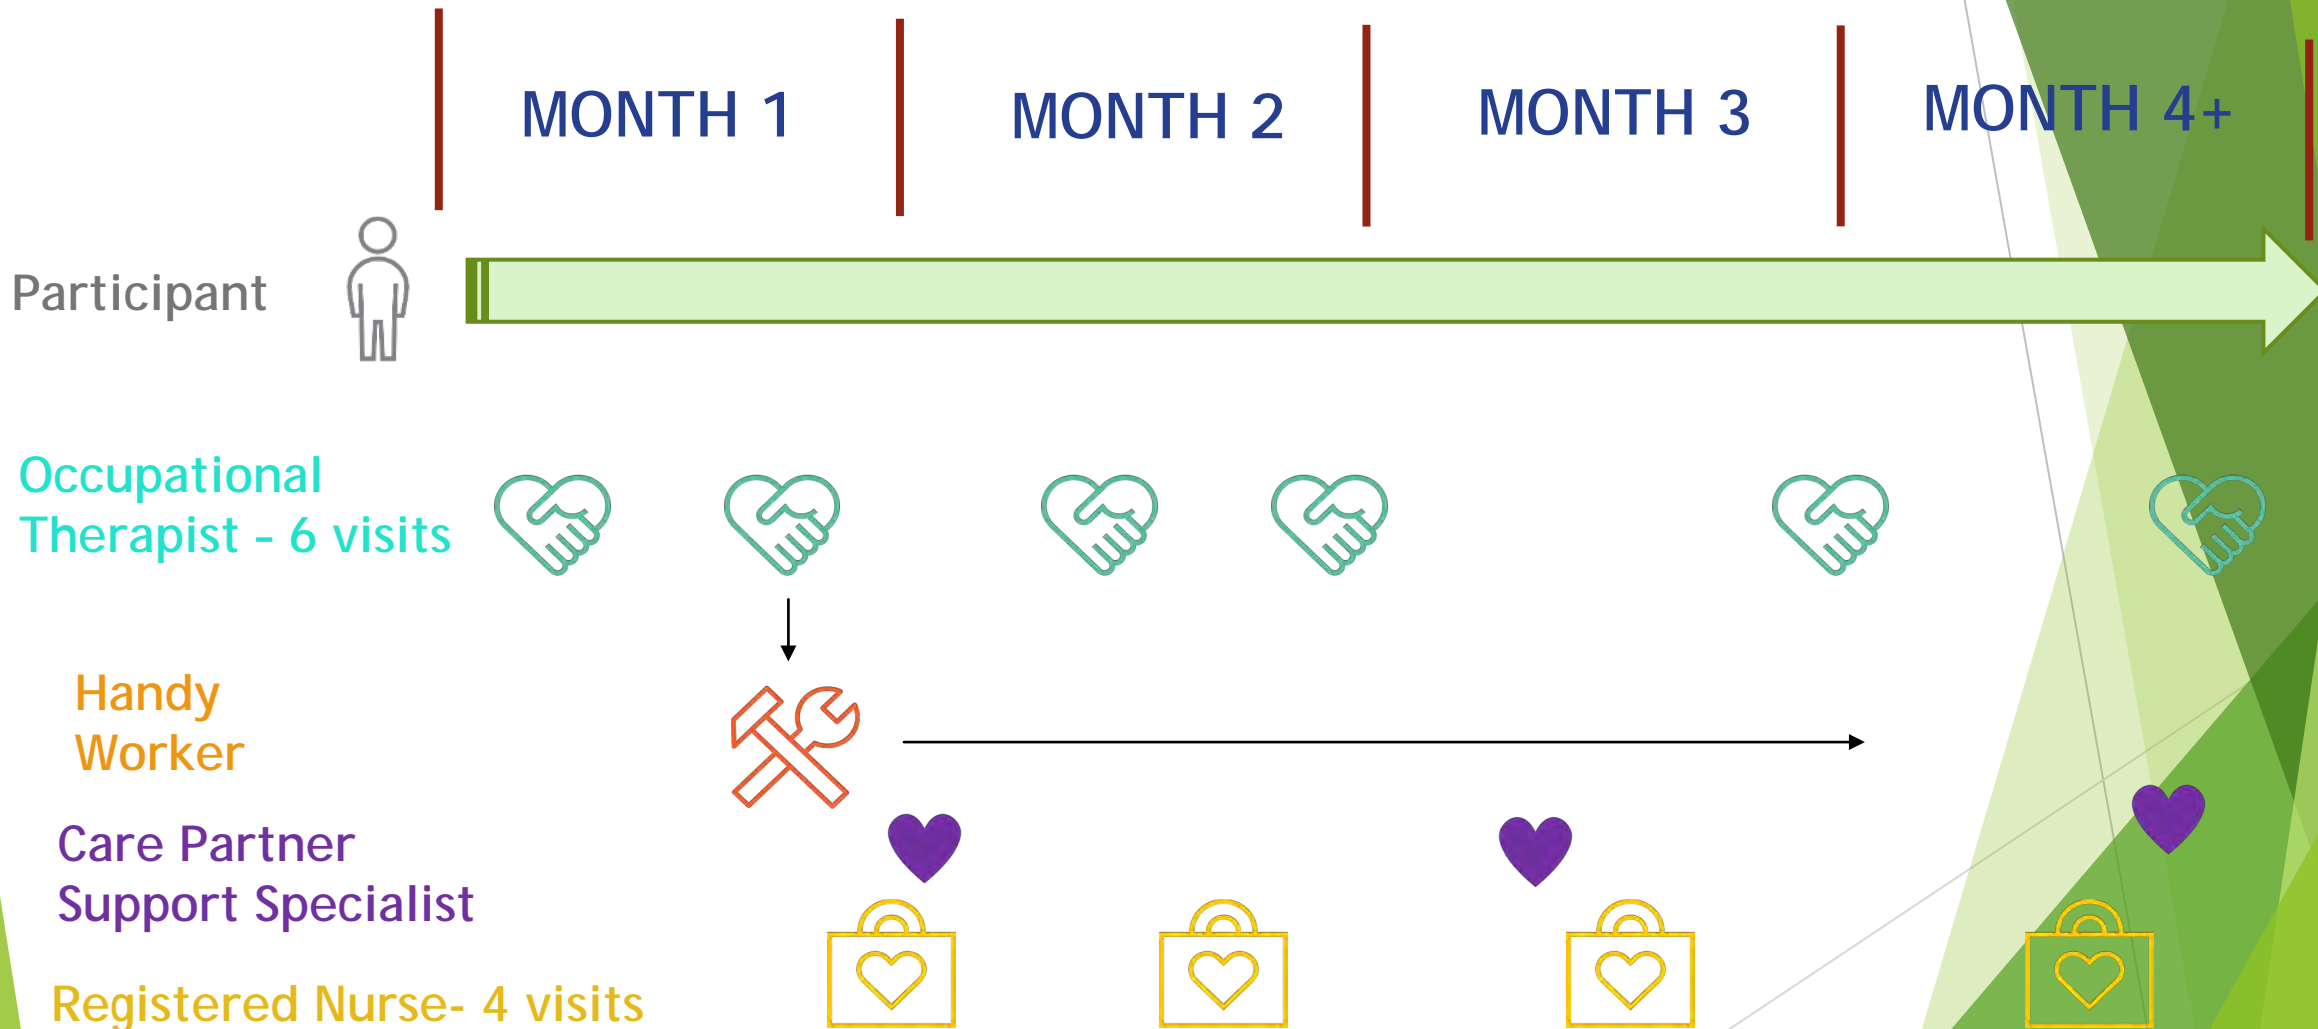 MONTH 1
MONTH 2
MONTH 3
MONTH 4+
Participant
Occupational
Therapist - 6 visits
Handy
Worker
Care Partner
Support Specialist
Registered Nurse- 4 visits